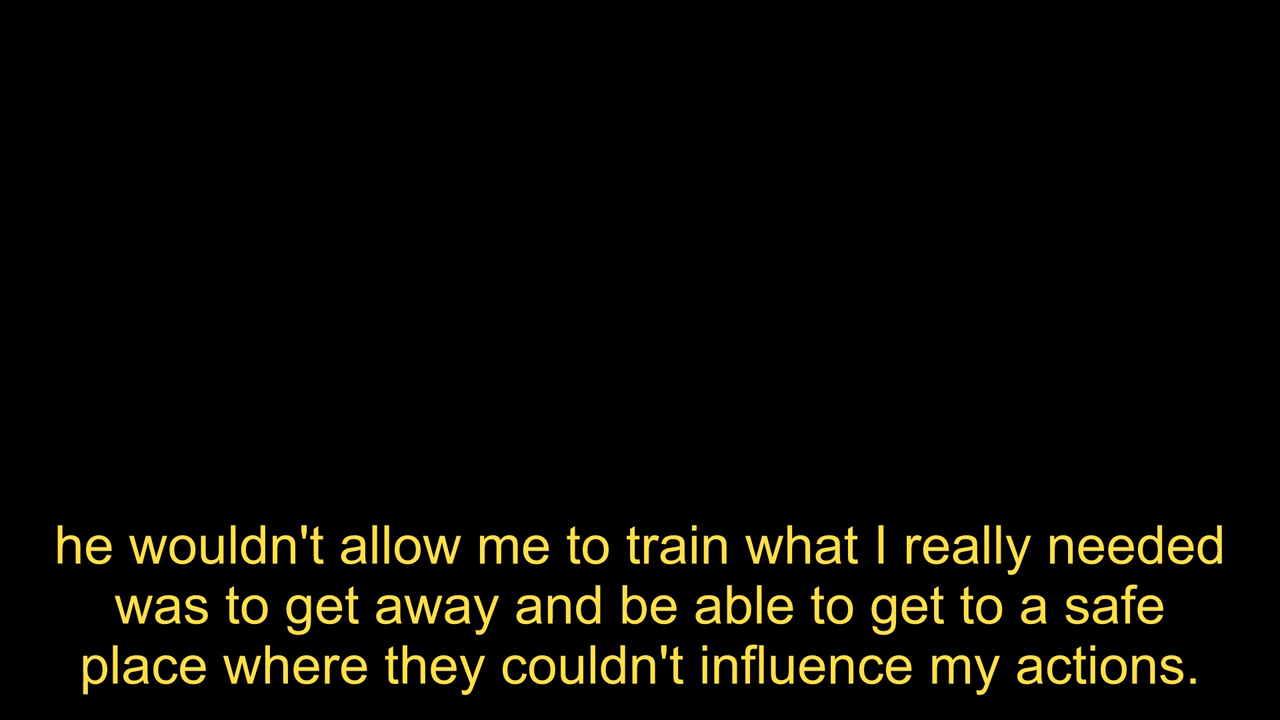 he wouldn't allow me to train what I really needed
was to get away and be able to get to a safe
place where they couldn't influence my actions.